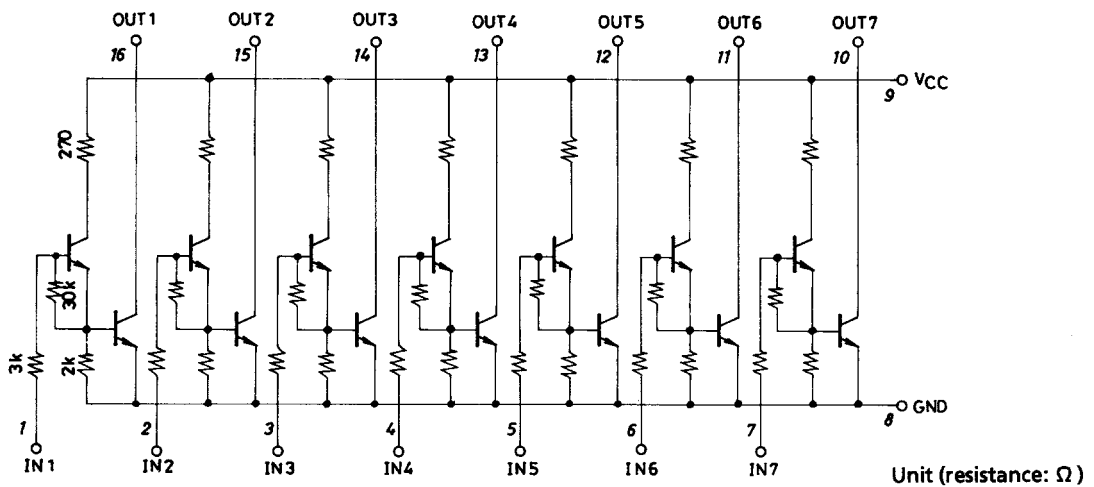 OUT1 OUT2 OUT3 OUT4 OUT5 OUT6 OUT7
16 15 14 13 12 11 10
9 VCC
270
30k
3k 2k
8 GND
1 2 3 4 5 6 7
IN1 IN2 IN3 IN4 IN5 IN6 IN7
Unit (resistance: Ω)